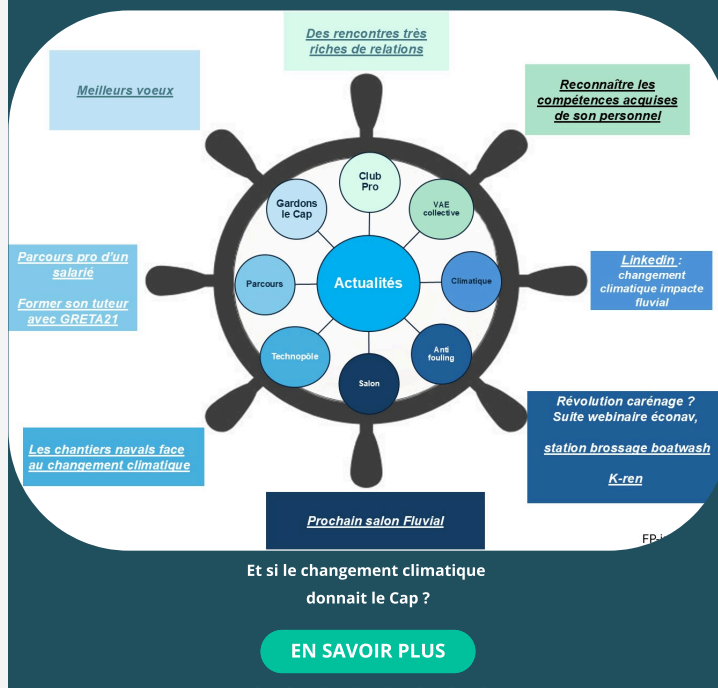 Des rencontres très
riches de relations
Meilleurs voeux
Reconnaître les
compétences acquises
de son personnel
Club
Pro
Gardons
le Cap
VAE
collective
Parcours pro d'un
salarié
Former son tuteur
avec GRETA21
Parcours
Actualités
Climatique
Linkedin :
changement
climatique impacte
fluvial
Technopôle
Anti
fouling
Salon
Révolution carénage ?
Suite webinaire éconav,
station brossage boatwash
K-ren
Les chantiers navals face
au changement climatique
Prochain salon Fluvial
Et si le changement climatique
donnait le Cap ?
EN SAVOIR PLUS